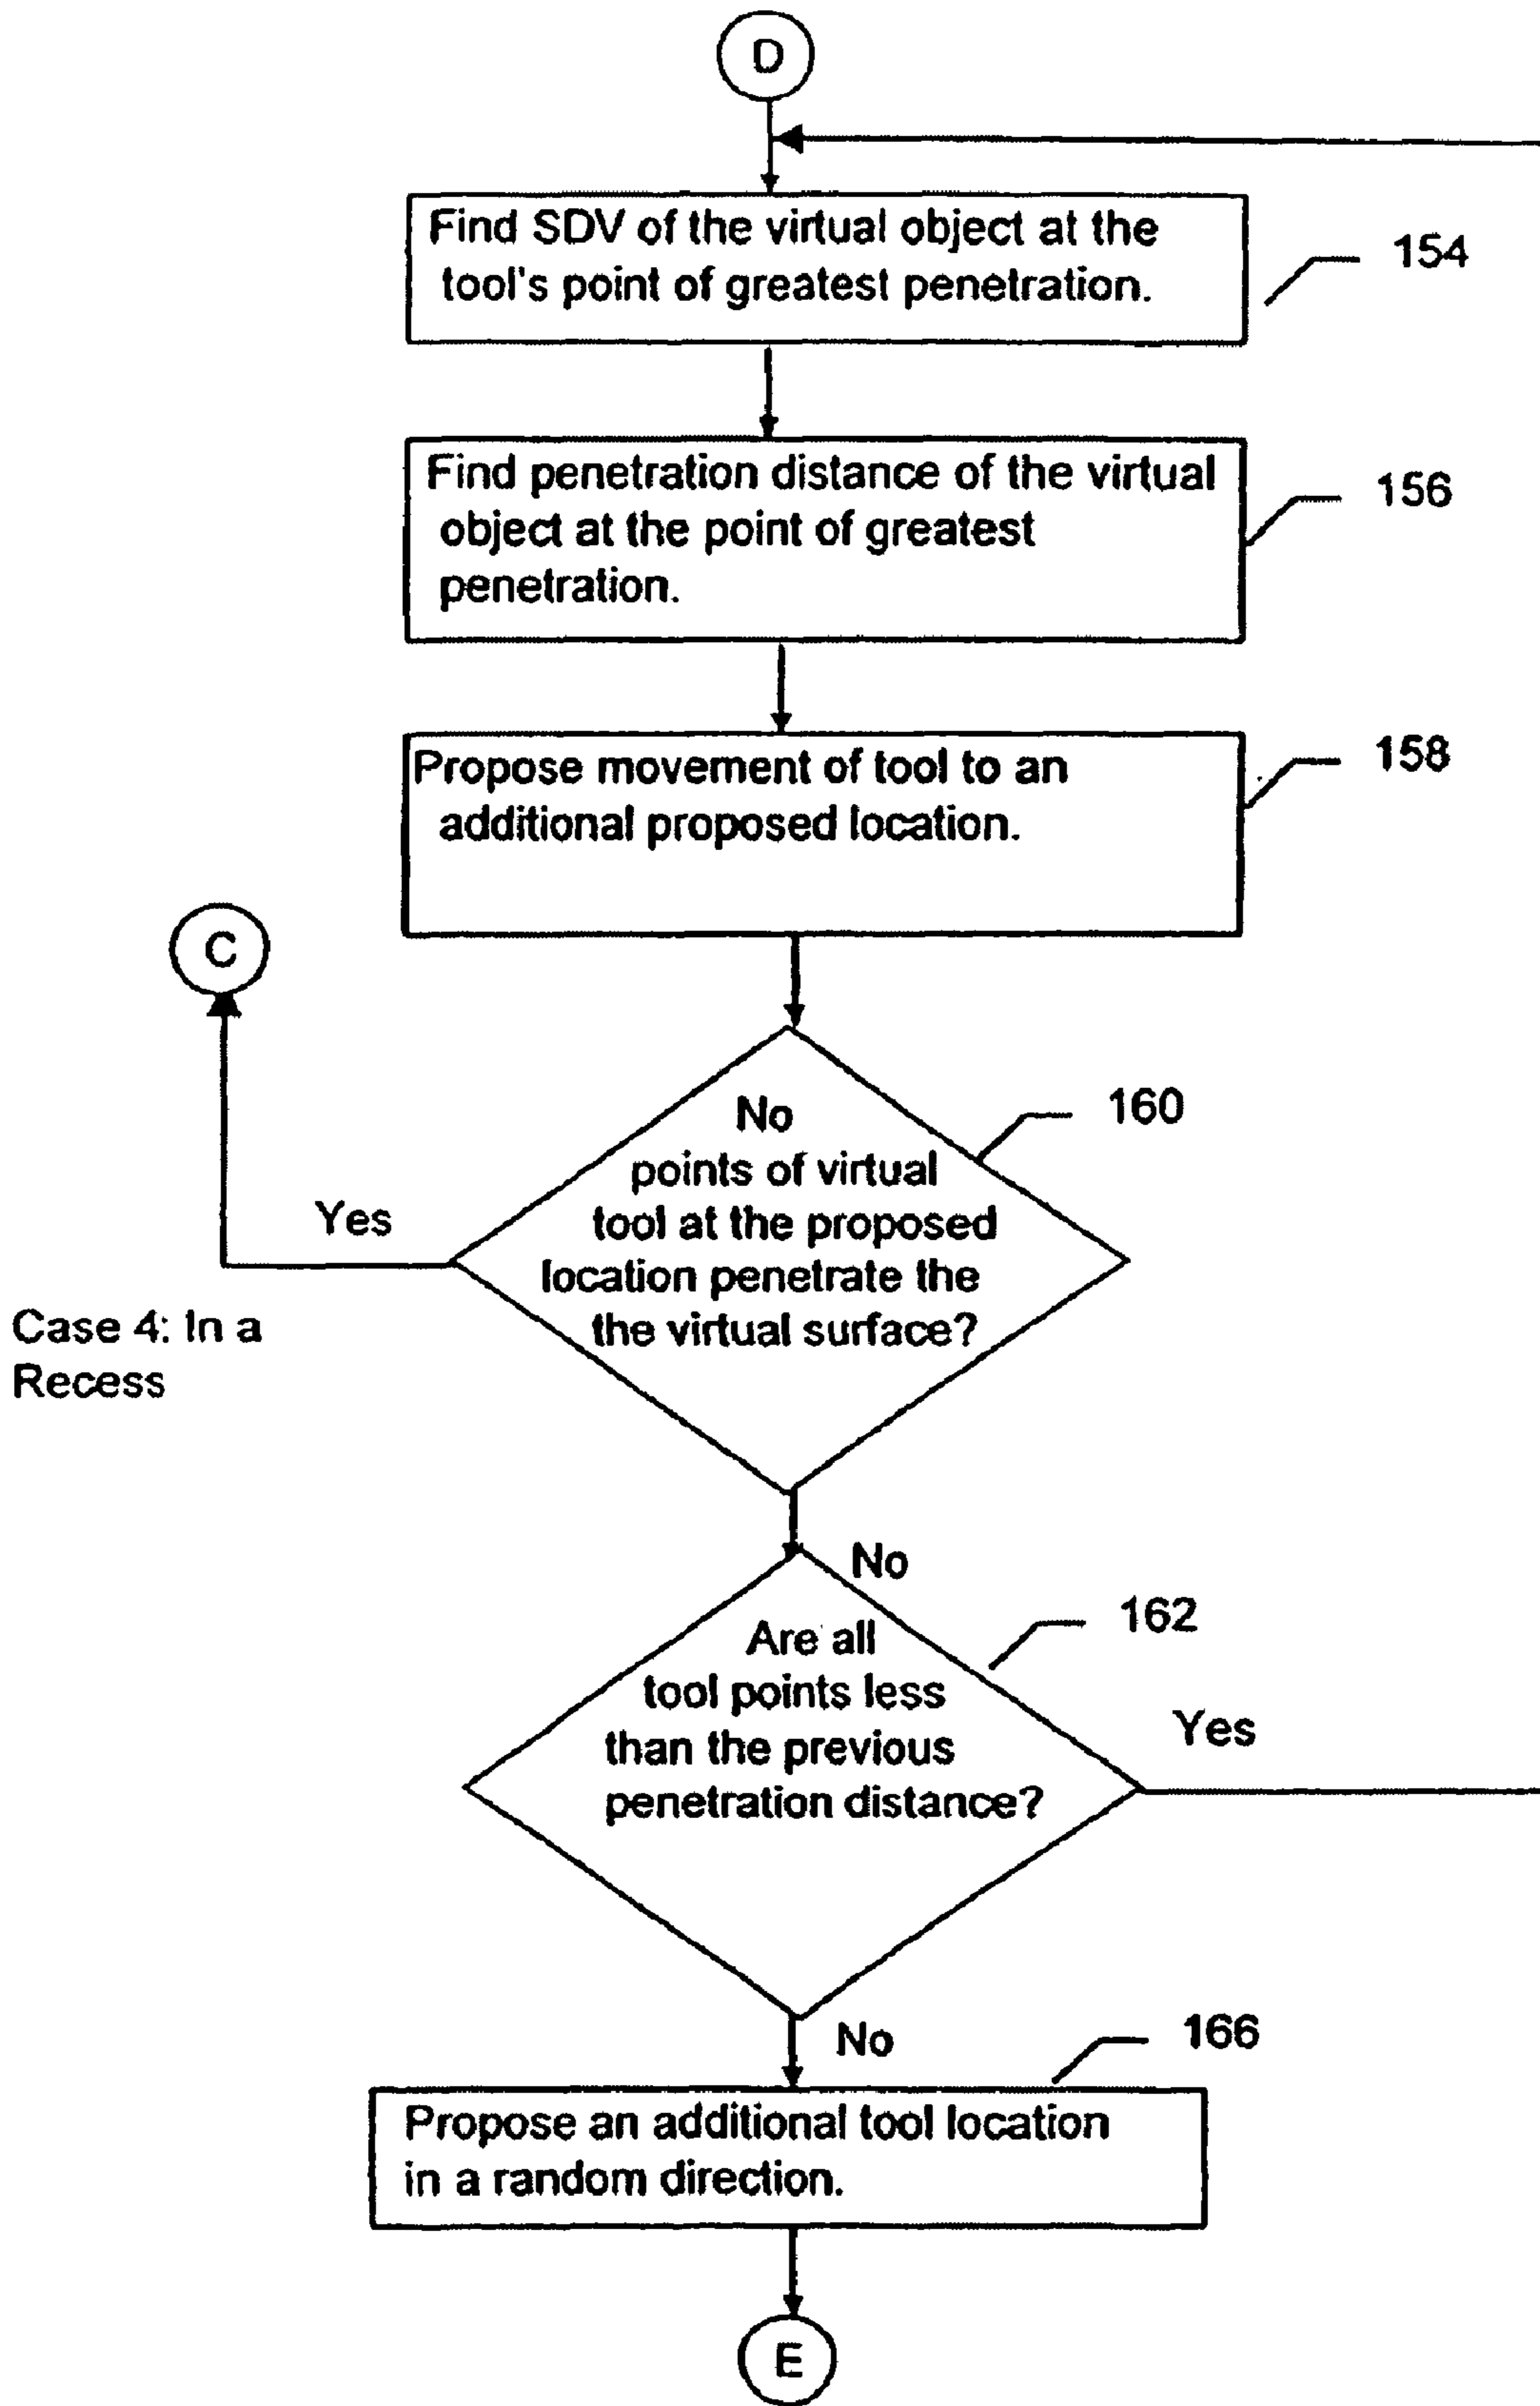 D
Find SDV of the virtual object at the
tool's point of greatest penetration.
154
Find penetration distance of the virtual
object at the point of greatest
penetration.
156
Propose movement of tool to an
additional proposed location.
158
C
No
points of virtual
tool at the proposed
location penetrate the
the virtual surface?
160
Yes
Case 4: In a
Recess
No
Are all
tool points less
than the previous
penetration distance?
162
Yes
No
166
Propose an additional tool location
in a random direction.
E